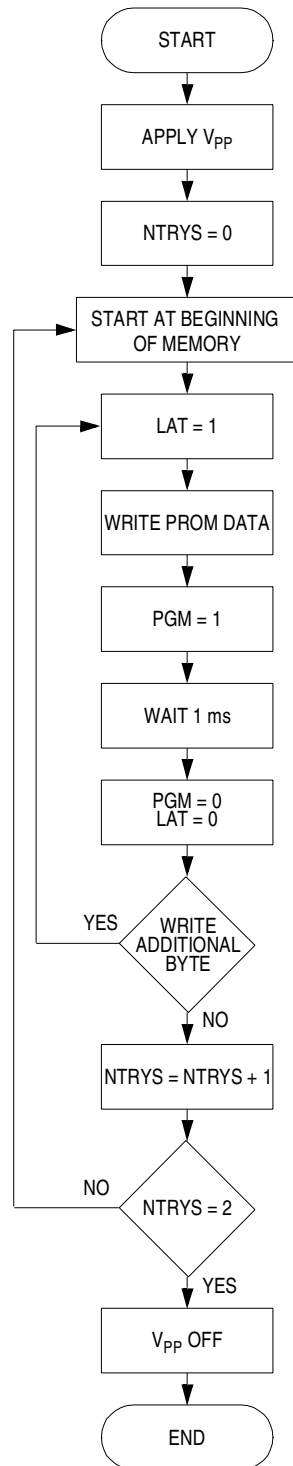 START
APPLY VPP
NTRYS = 0
START AT BEGINNING
OF MEMORY
LAT = 1
WRITE PROM DATA
PGM = 1
WAIT 1 ms
PGM = 0
LAT = 0
YES
WRITE
ADDITIONAL
BYTE
NO
NTRYS = NTRYS + 1
NO
NTRYS = 2
YES
VPP OFF
END